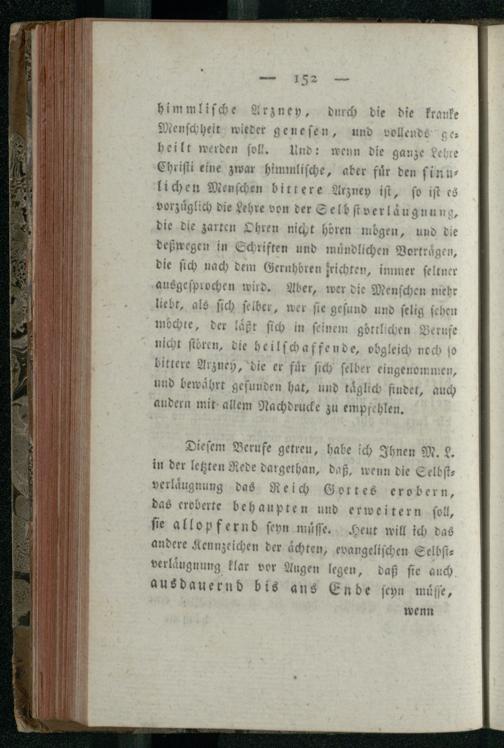 — 152 —
himmlische Arzney, durch die die kranke
Menschheit wieder genesen, und vollends ge-
heilt werden soll. Und: wenn die ganze Lehre
Christi eine zwar himmlische, aber für den sinn-
lichen Menschen bittere Arzney ist, so ist es
vorzüglich die Lehre von der Selbstverläugnung,
die die zarten Ohren nicht hören mögen, und die
deßwegen in Schriften und mündlichen Vorträgen,
die sich nach dem Gernhören richten, immer seltner
ausgesprochen wird. Aber, wer die Menschen mehr
liebt, als sich selber, wer sie gesund und selig sehen
möchte, der läßt sich in seinem göttlichen Berufe
nicht stören, die heilschaffende, obgleich noch so
bittere Arzney, die er für sich selber eingenommen,
und bewährt gefunden hat, und täglich findet, auch
andern mit allem Nachdrucke zu empfehlen.
Diesem Berufe getreu, habe ich Ihnen M. L.
in der letzten Rede dargethan, daß, wenn die Selbst-
verläugnung das Reich Gottes erobern,
das eroberte behaupten und erweitern soll,
sie allopfernd seyn müsse. Heut will ich das
andere Kennzeichen der ächten, evangelischen Selbst-
verläugnung klar vor Augen legen, daß sie auch
ausdauernd bis ans Ende seyn müsse,
wenn